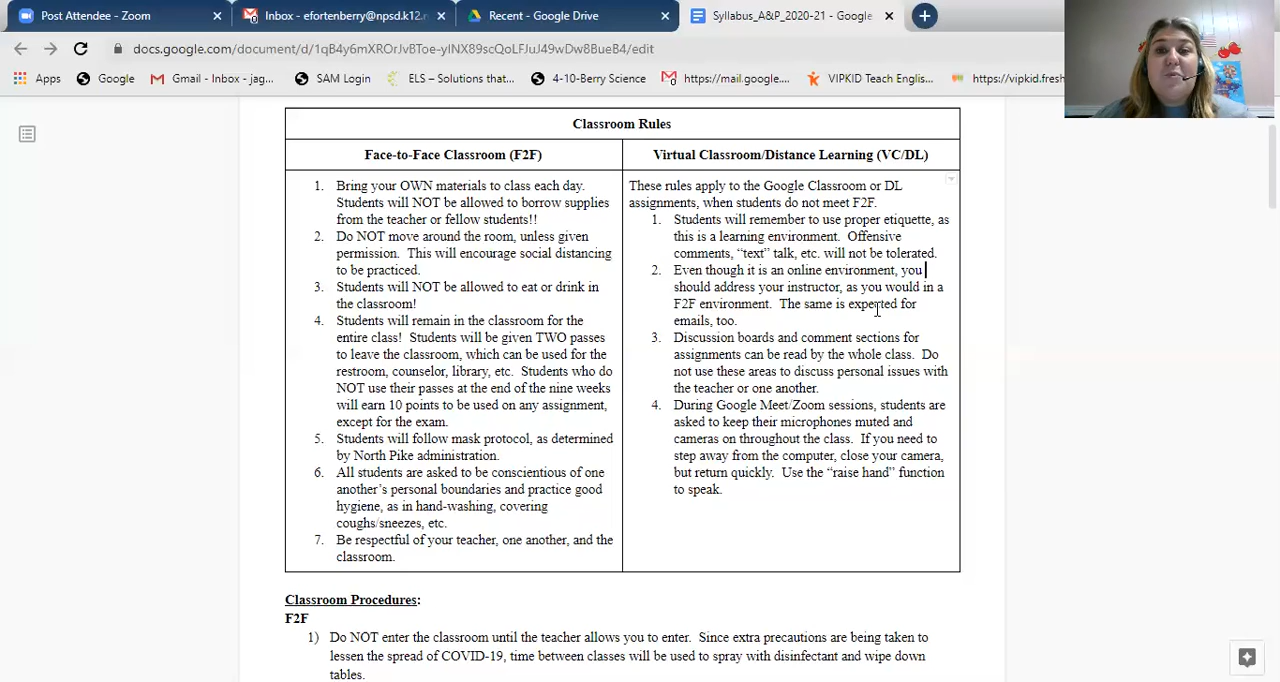 Post Attendee - Zoom
Inbox - efortenberry@npsd.k12.r
Recent - Google Drive
Syllabus_A&P_2020-21 - Google
docs.google.com/document/d/1qB4y6mXROrJvBToe-yINX89scQoLFJuJ49wDw8BueB4/edit
Apps
Google
Gmail - Inbox - jag...
SAM Login
ELS – Solutions that...
4-10-Berry Science
https://mail.google....
VIPKID Teach Englis...
https://vipkid.fresh
Classroom Rules
Face-to-Face Classroom (F2F)
Virtual Classroom/Distance Learning (VC/DL)
1. Bring your OWN materials to class each day.
Students will NOT be allowed to borrow supplies
from the teacher or fellow students!!
2. Do NOT move around the room, unless given
permission. This will encourage social distancing
to be practiced.
3. Students will NOT be allowed to eat or drink in
the classroom!
4. Students will remain in the classroom for the
entire class! Students will be given TWO passes
to leave the classroom, which can be used for the
restroom, counselor, library, etc. Students who do
NOT use their passes at the end of the nine weeks
will earn 10 points to be used on any assignment,
except for the exam.
5. Students will follow mask protocol, as determined
by North Pike administration.
6. All students are asked to be conscientious of one
another's personal boundaries and practice good
hygiene, as in hand-washing, covering
coughs/sneezes, etc.
7. Be respectful of your teacher, one another, and the
classroom.
These rules apply to the Google Classroom or DL
assignments, when students do not meet F2F.
1. Students will remember to use proper etiquette, as
this is a learning environment. Offensive
comments, “text” talk, etc. will not be tolerated.
2. Even though it is an online environment, you
should address your instructor, as you would in a
F2F environment. The same is expected for
emails, too.
3. Discussion boards and comment sections for
assignments can be read by the whole class. Do
not use these areas to discuss personal issues with
the teacher or one another.
4. During Google Meet/Zoom sessions, students are
asked to keep their microphones muted and
cameras on throughout the class. If you need to
step away from the computer, close your camera,
but return quickly. Use the “raise hand” function
to speak.
Classroom Procedures:
F2F
1) Do NOT enter the classroom until the teacher allows you to enter. Since extra precautions are being taken to
lessen the spread of COVID-19, time between classes will be used to spray with disinfectant and wipe down
tables.